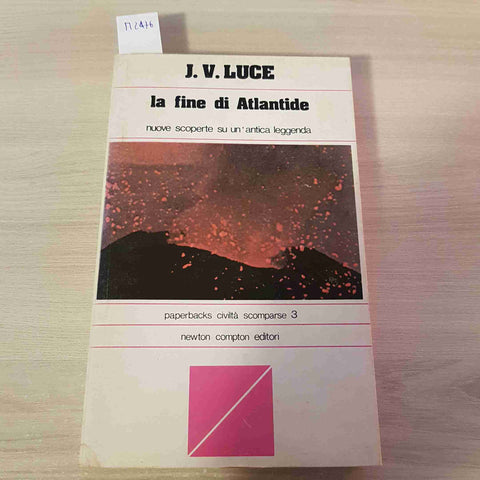 J. V. LUCE
la fine di Atlantide
nuove scoperte su un'antica leggenda
paperbacks civiltà scomparse 3
newton compton editori